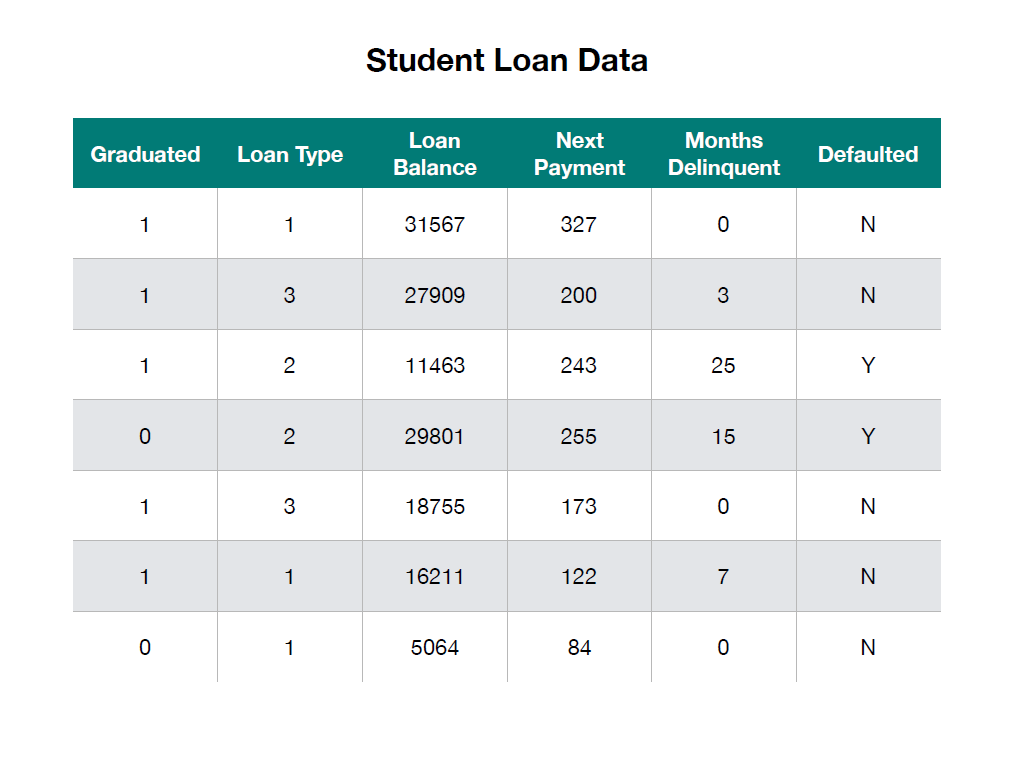 Student Loan Data
Graduated Loan Type Loan Balance Next Payment Months Delinquent Defaulted
1 1 31567 327 0 N
1 3 27909 200 3 N
1 2 11463 243 25 Y
0 2 29801 255 15 Y
1 3 18755 173 0 N
1 1 16211 122 7 N
0 1 5064 84 0 N